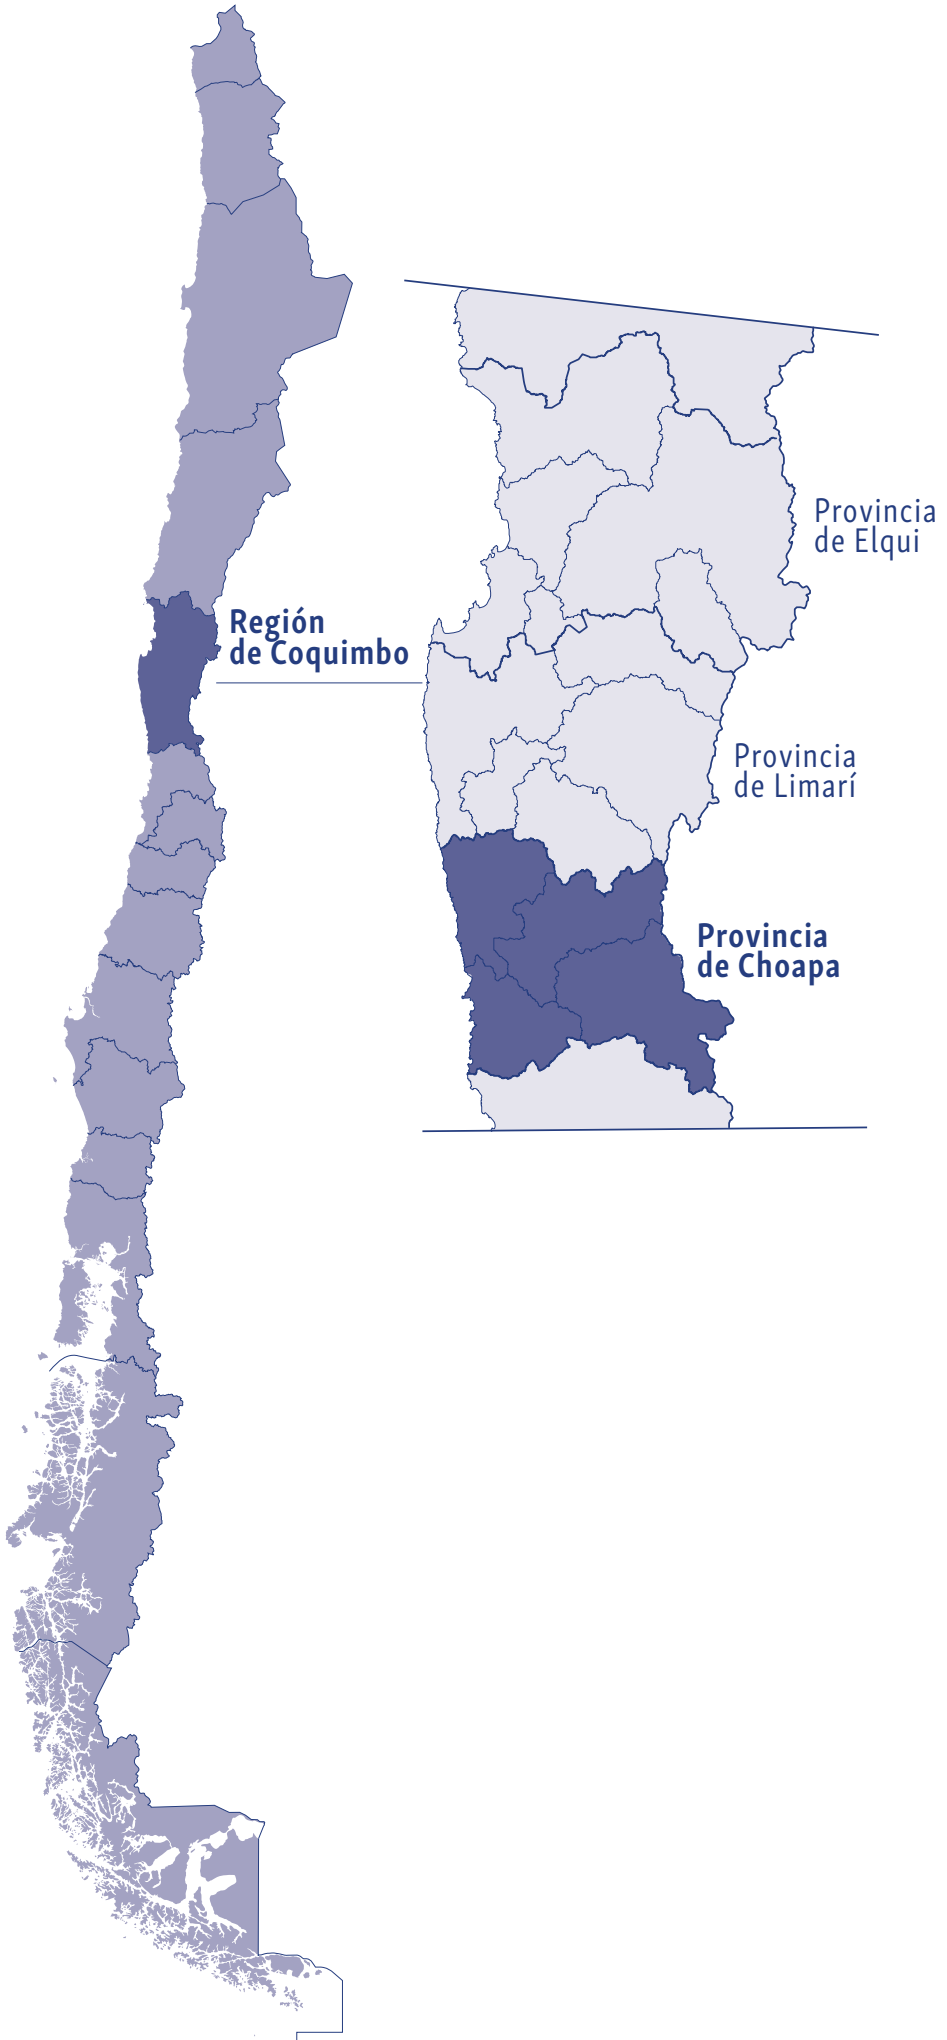 Provincia
de Elqui
Región
de Coquimbo
Provincia
de Limarí
Provincia
de Choapa